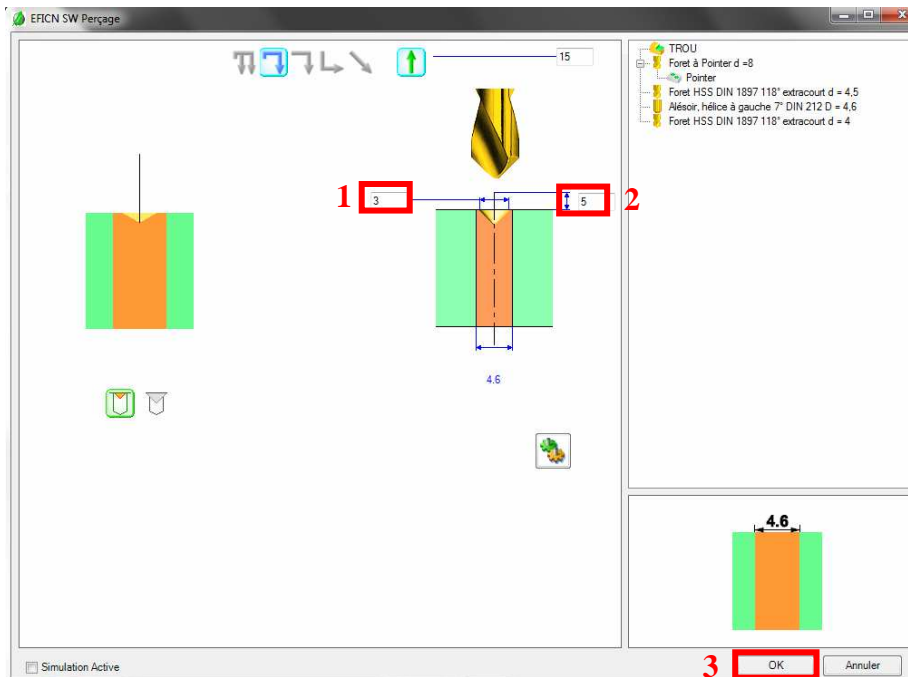 EFICN SW Perçage
15
TROU
Foret à Pointer d =8
Pointer
Foret HSS DIN 1897 118° extracourt d = 4,5
Alésoir, hélice à gauche 7° DIN 212 D = 4,6
Foret HSS DIN 1897 118° extracourt d = 4
1 3
5 2
4.6
4.6
Simulation Active
3 OK
Annuler